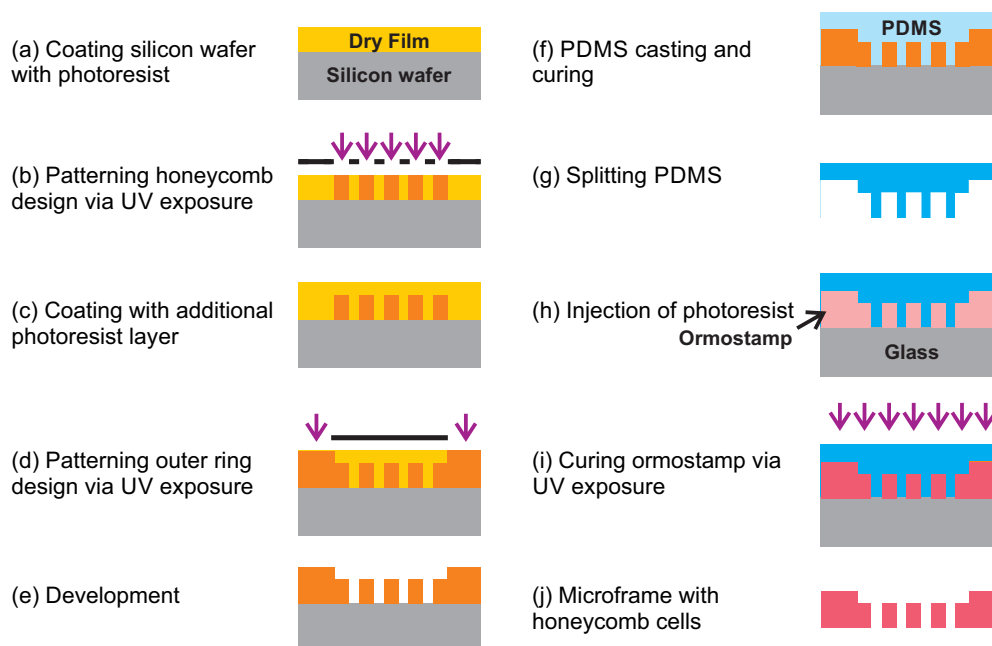 (a) Coating silicon wafer
with photoresist
Dry Film
Silicon wafer
(b) Patterning honeycomb
design via UV exposure
(c) Coating with additional
photoresist layer
(d) Patterning outer ring
design via UV exposure
(e) Development
(f) PDMS casting and
curing
PDMS
(g) Splitting PDMS
(h) Injection of photoresist
Ormostamp
Glass
(i) Curing ormostamp via
UV exposure
(j) Microframe with
honeycomb cells